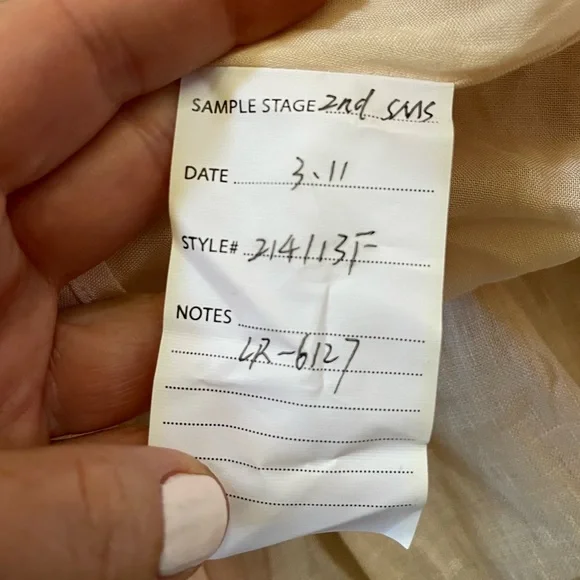 SAMPLE STAGE 2nd SMS
DATE 3.11
STYLE# 214113F
NOTES
LR-6127